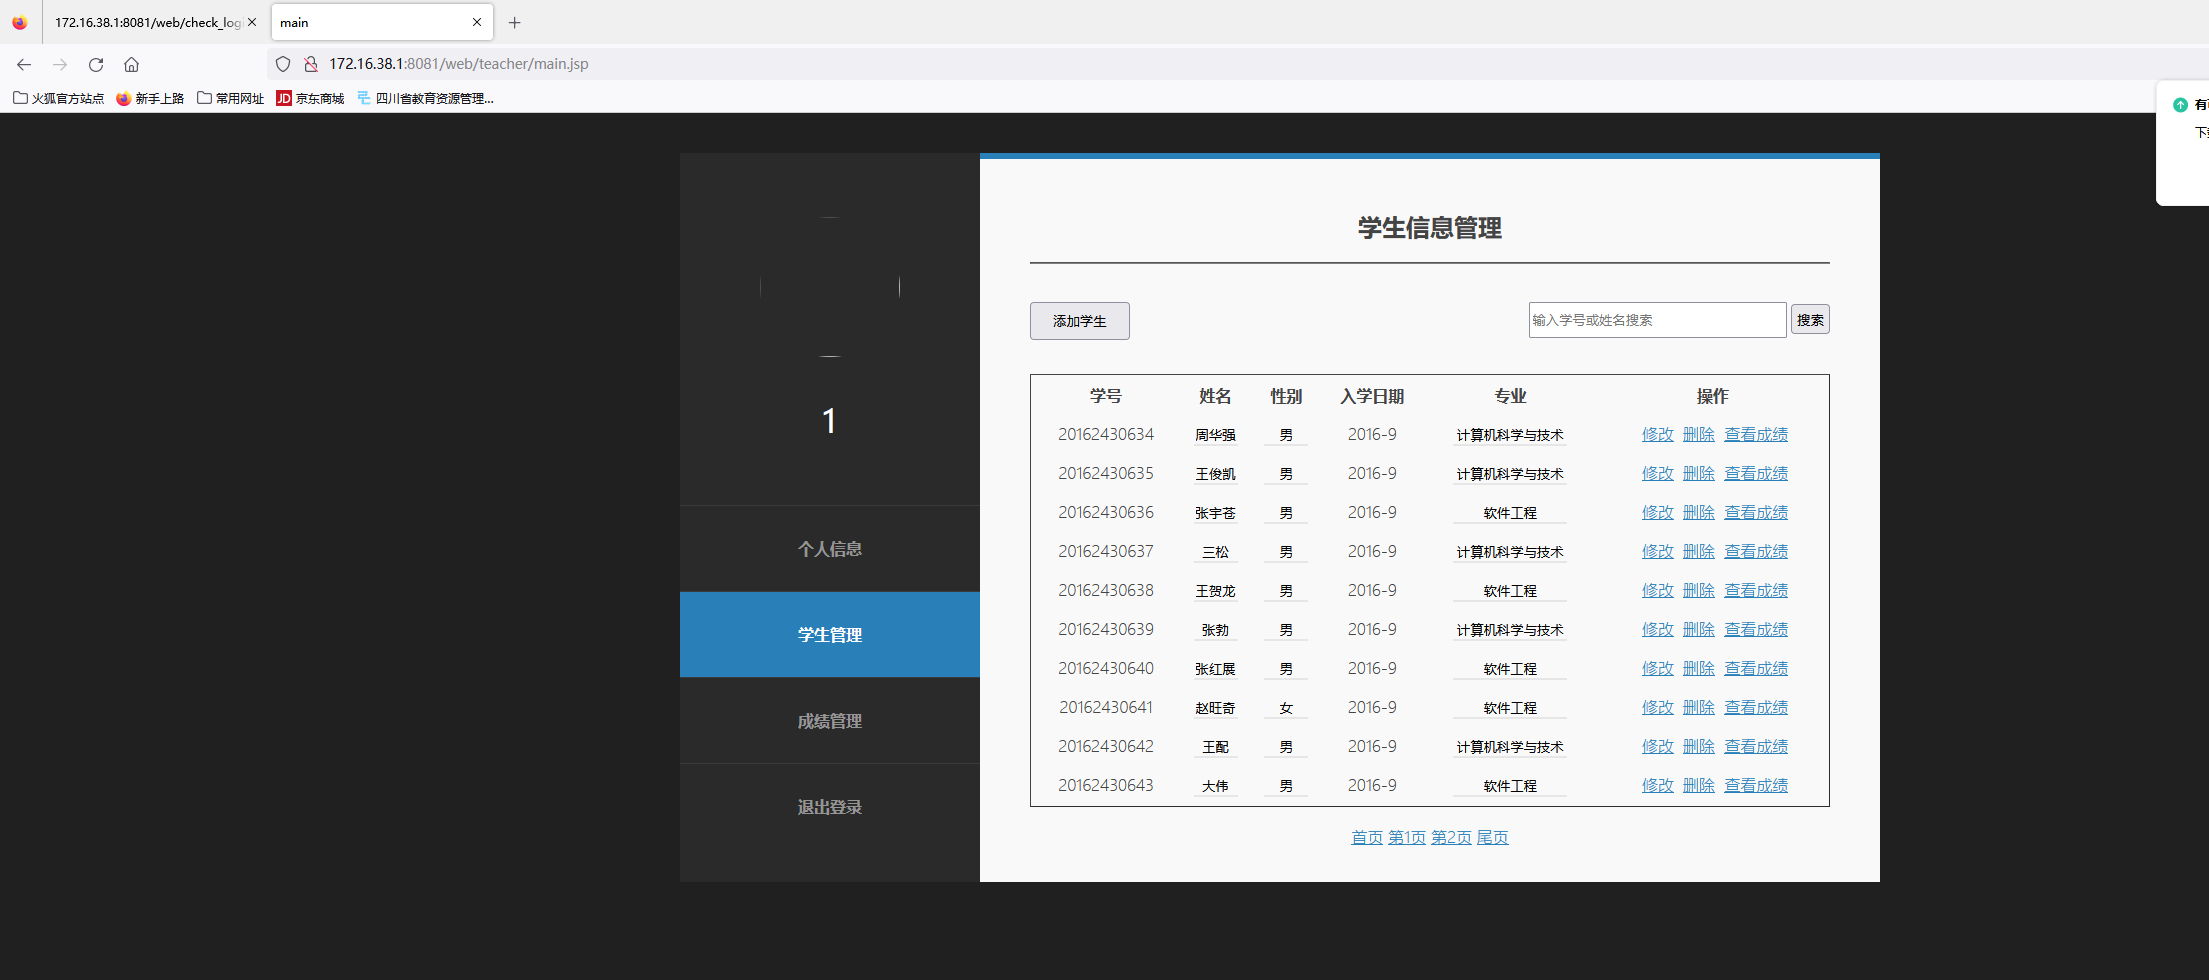 172.16.38.1:8081/web/check_logi
main
172.16.38.1:8081/web/teacher/main.jsp
火狐官方站点 新手上路 常用网址 JD 京东商城 四川省教育资源管理...
有
下
1
个人信息
学生管理
成绩管理
退出登录
学生信息管理
添加学生 输入学号或姓名搜索 搜索
学号 姓名 性别 入学日期 专业 操作
20162430634 周华强 男 2016-9 计算机科学与技术 修改 删除 查看成绩
20162430635 王俊凯 男 2016-9 计算机科学与技术 修改 删除 查看成绩
20162430636 张宇苍 男 2016-9 软件工程 修改 删除 查看成绩
20162430637 三松 男 2016-9 计算机科学与技术 修改 删除 查看成绩
20162430638 王贺龙 男 2016-9 软件工程 修改 删除 查看成绩
20162430639 张勃 男 2016-9 计算机科学与技术 修改 删除 查看成绩
20162430640 张红展 男 2016-9 软件工程 修改 删除 查看成绩
20162430641 赵旺奇 女 2016-9 软件工程 修改 删除 查看成绩
20162430642 王配 男 2016-9 计算机科学与技术 修改 删除 查看成绩
20162430643 大伟 男 2016-9 软件工程 修改 删除 查看成绩
首页 第1页 第2页 尾页